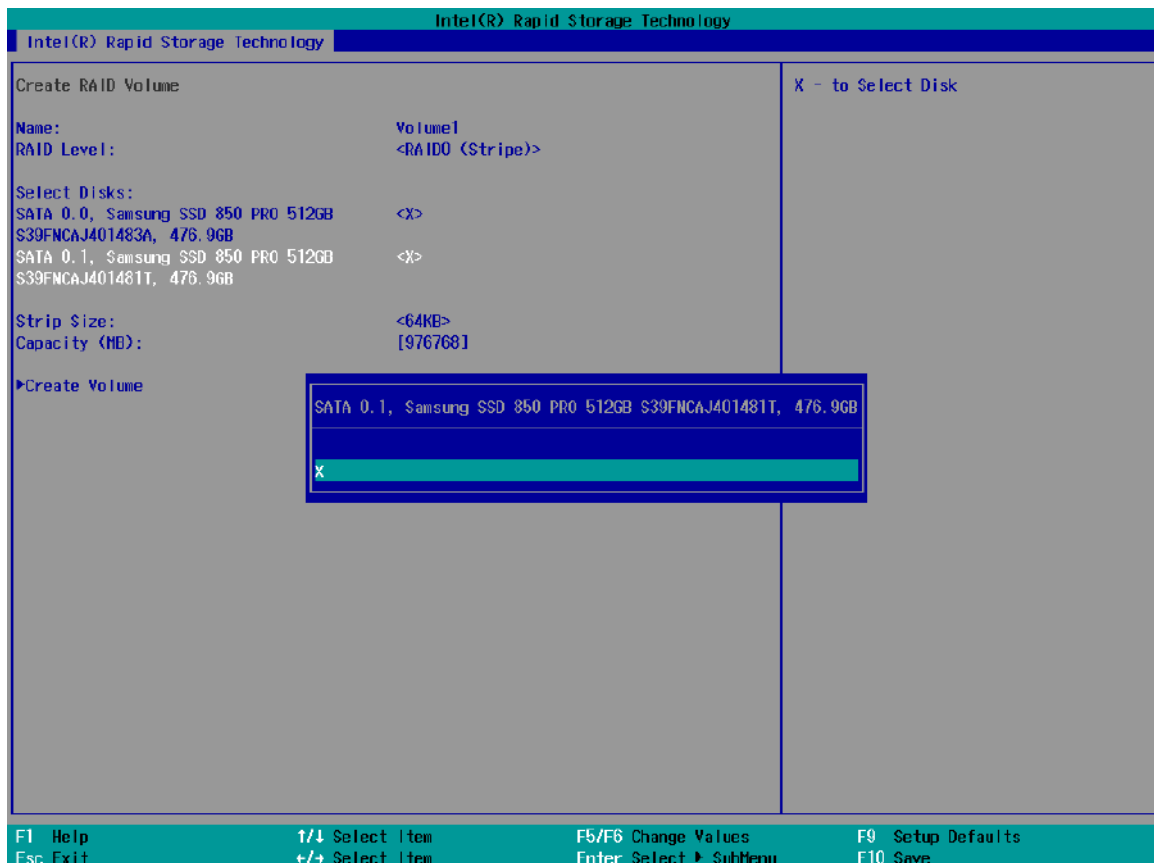 Intel(R) Rapid Storage Technology
Intel(R) Rapid Storage Technology
Create RAID Volume
X - to Select Disk
Name: Volume1
RAID Level: <RAID0 (Stripe)>
Select Disks:
SATA 0.0, Samsung SSD 850 PRO 512GB <X>
S39FNCAJ401483A, 476.9GB
SATA 0.1, Samsung SSD 850 PRO 512GB <X>
S39FNCAJ401481T, 476.9GB
Strip Size: <64KB>
Capacity (MB): [976768]
▶Create Volume
SATA 0.1, Samsung SSD 850 PRO 512GB S39FNCAJ401481T, 476.9GB
X
F1 Help ↑/↓ Select Item F5/F6 Change Values F9 Setup Defaults
Esc Exit ←/→ Select Item Enter Select ▶ SubMenu F10 Save